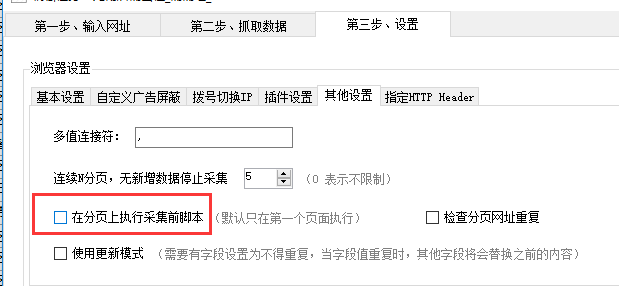 第一步、输入网址 第二步、抓取数据 第三步、设置
浏览器设置
基本设置 自定义广告屏蔽 拨号切换IP 插件设置 其他设置 指定HTTP Header
多值连接符: ,
连续N分页，无新增数据停止采集 5 (0 表示不限制)
在分页上执行采集前脚本 (默认只在第一个页面执行) 检查分页网址重复
使用更新模式 (需要有字段设置为不得重复，当字段值重复时，其他字段将会替换之前的内容)